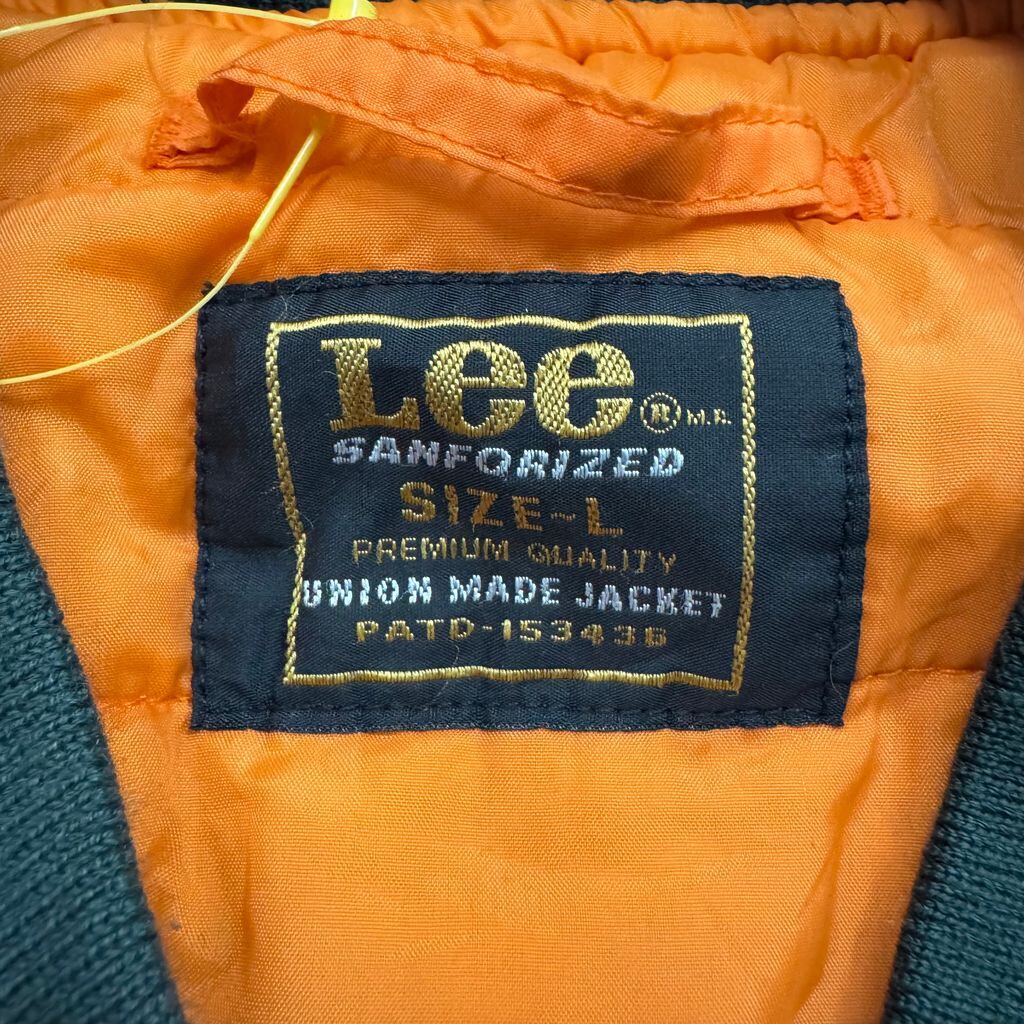 Lee ® M.R.
SANFORIZED
SIZE-L
PREMIUM QUALITY
UNION MADE JACKET
PATD-153436